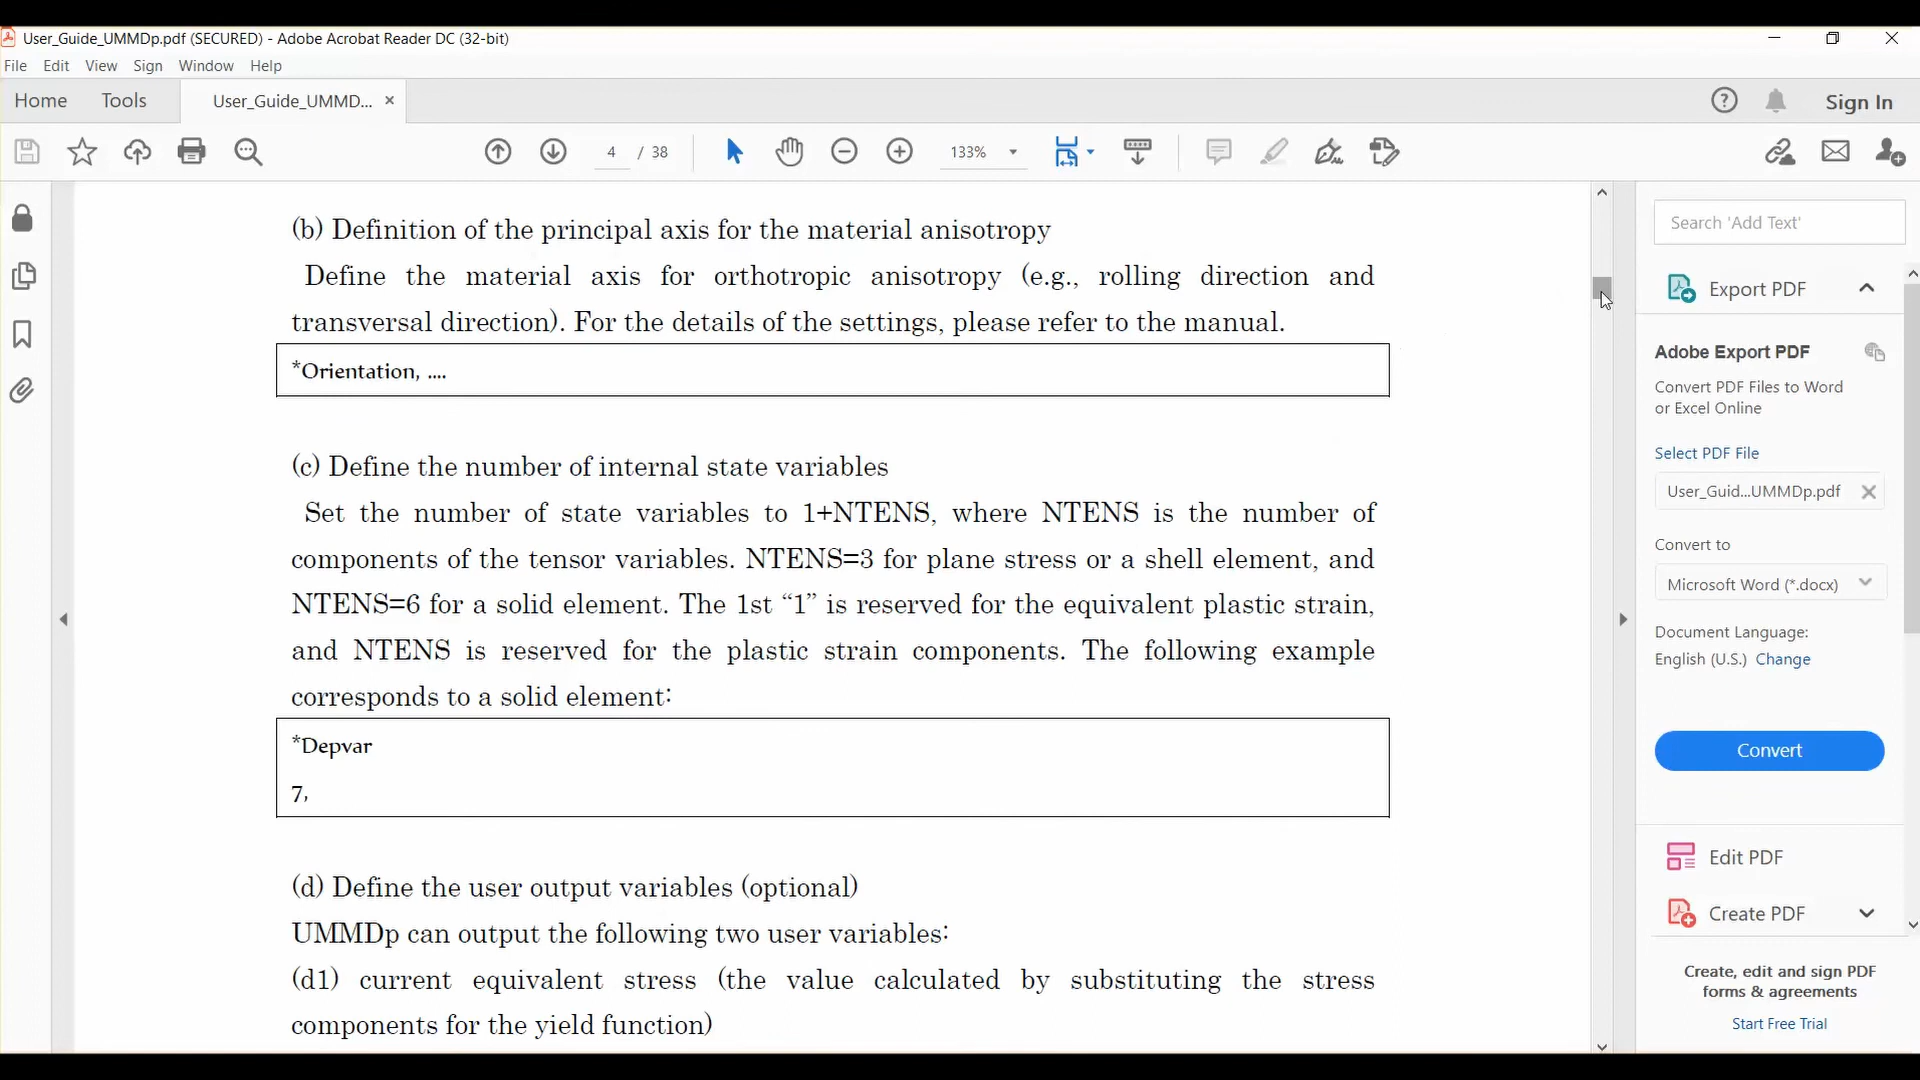 User_Guide_UMMDp.pdf (SECURED) - Adobe Acrobat Reader DC (32-bit)
File Edit View Sign Window Help
Home Tools User_Guide_UMMD... ×
Sign In
4 / 38 133%
(b) Definition of the principal axis for the material anisotropy
Define the material axis for orthotropic anisotropy (e.g., rolling direction and
transversal direction). For the details of the settings, please refer to the manual.
*Orientation, ....
(c) Define the number of internal state variables
Set the number of state variables to 1+NTENS, where NTENS is the number of
components of the tensor variables. NTENS=3 for plane stress or a shell element, and
NTENS=6 for a solid element. The 1st “1” is reserved for the equivalent plastic strain,
and NTENS is reserved for the plastic strain components. The following example
corresponds to a solid element:
*Depvar
7,
(d) Define the user output variables (optional)
UMMDp can output the following two user variables:
(d1) current equivalent stress (the value calculated by substituting the stress
components for the yield function)
Search 'Add Text'
Export PDF
Adobe Export PDF
Convert PDF Files to Word
or Excel Online
Select PDF File
User_Guid...UMMDp.pdf
Convert to
Microsoft Word (*.docx)
Document Language:
English (U.S.) Change
Convert
Edit PDF
Create PDF
Create, edit and sign PDF
forms & agreements
Start Free Trial